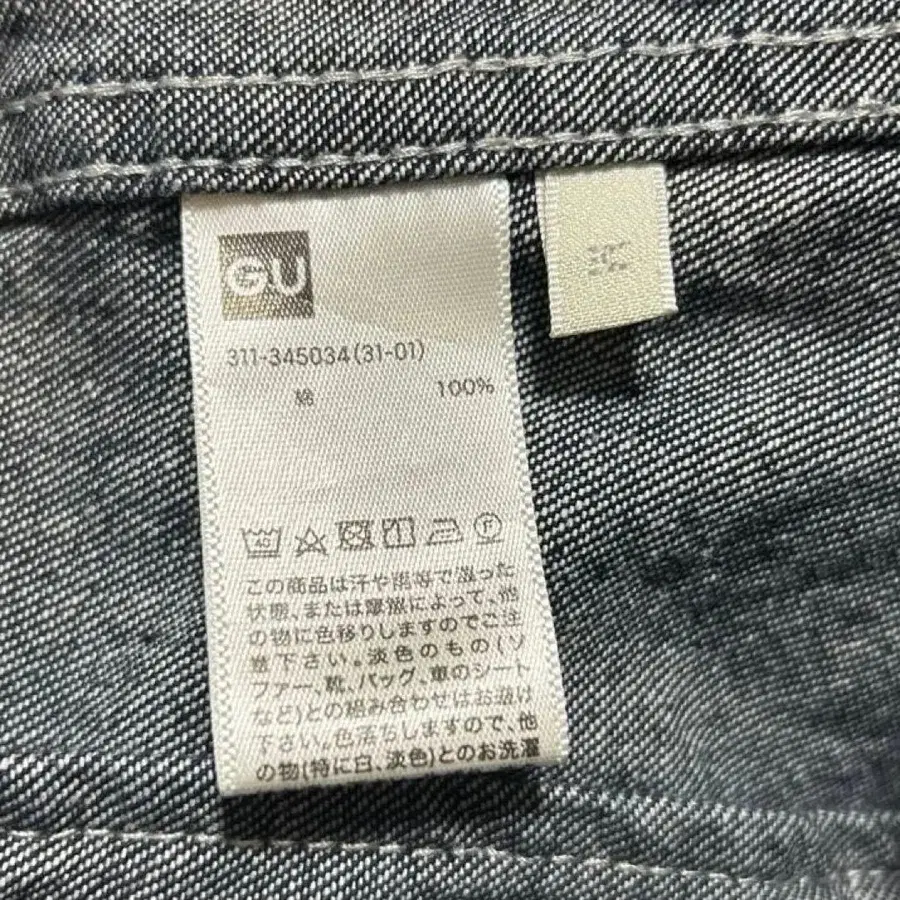 GU
311-345034(31-01)
綿 100%
この商品は汗や雨等で湿った
状態、または摩擦によって、他
の物に色移りしますのでご注
意下さい。淡色のもの(ソ
ファー、靴、バッグ、車のシート
など)との組み合わせはお避け
下さい。色落ちしますので、他
の物(特に白、淡色)とのお洗濯